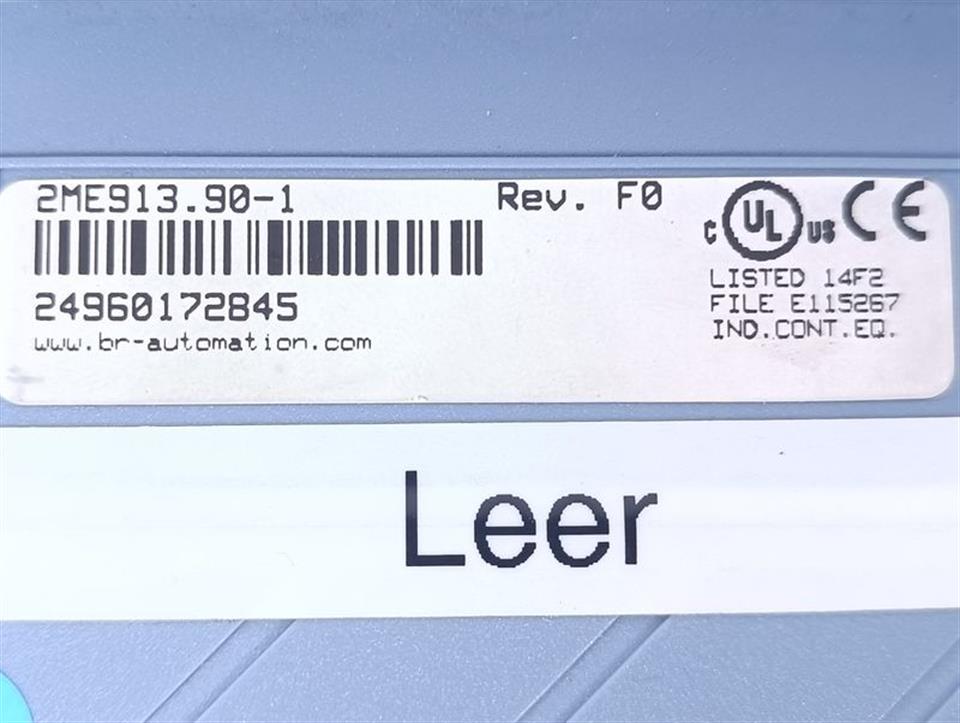 2ME913.90-1 Rev. F0
24960172845
www.br-automation.com
c UL us CE
LISTED 14F2
FILE E115267
IND.CONT.EQ.
Leer